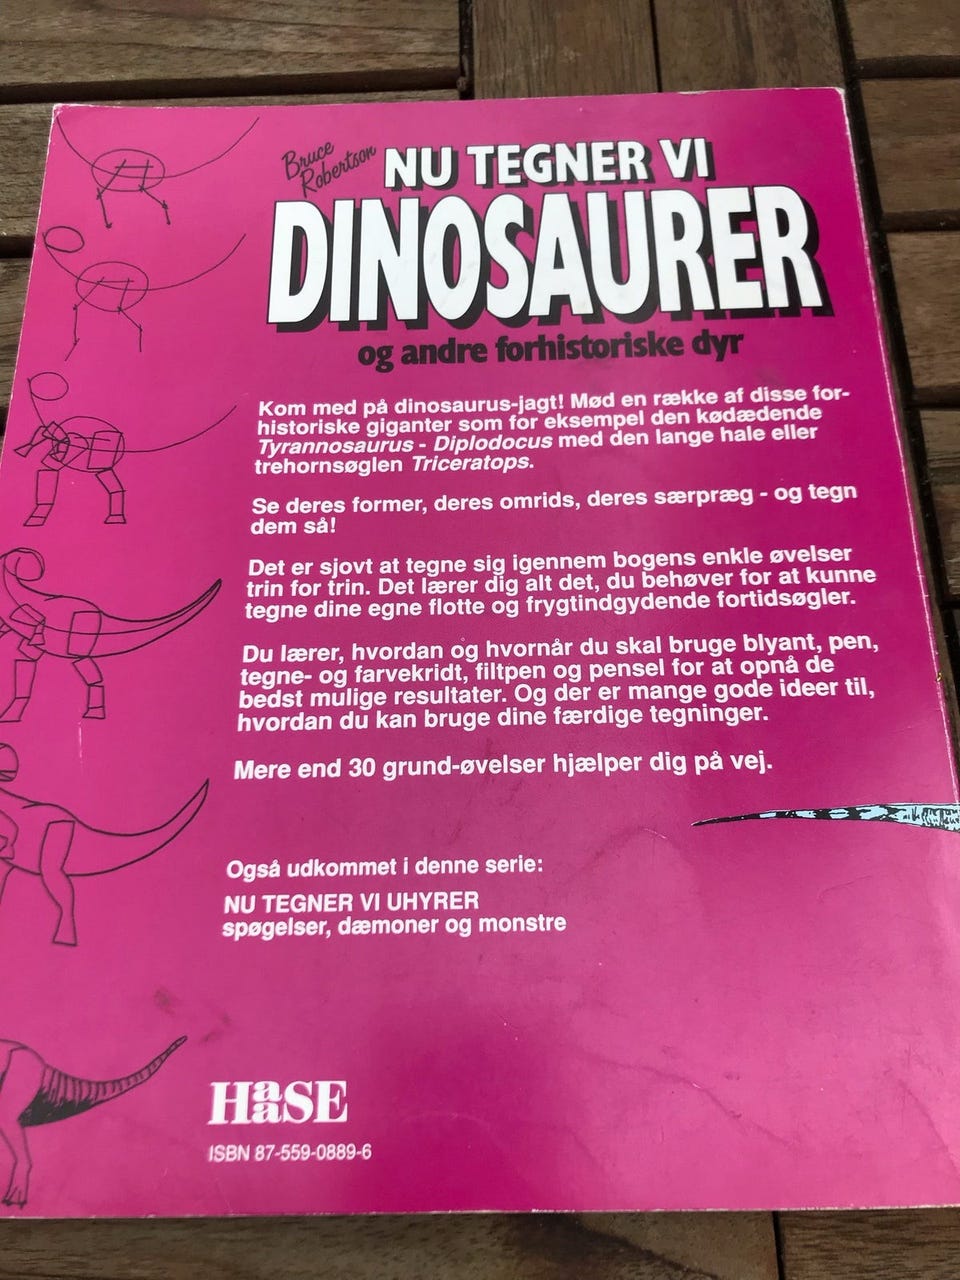 Bruce
Robertson
NU TEGNER VI
DINOSAURER
og andre forhistoriske dyr
Kom med på dinosaurus-jagt! Mød en række af disse for-
historiske giganter som for eksempel den kødædende
Tyrannosaurus - Diplodocus med den lange hale eller
trehornsøglen Triceratops.
Se deres former, deres omrids, deres særpræg - og tegn
dem så!
Det er sjovt at tegne sig igennem bogens enkle øvelser
trin for trin. Det lærer dig alt det, du behøver for at kunne
tegne dine egne flotte og frygtindgydende fortidsøgler.
Du lærer, hvordan og hvornår du skal bruge blyant, pen,
tegne- og farvekridt, filtpen og pensel for at opnå de
bedst mulige resultater. Og der er mange gode ideer til,
hvordan du kan bruge dine færdige tegninger.
Mere end 30 grund-øvelser hjælper dig på vej.
Også udkommet i denne serie:
NU TEGNER VI UHYRER
spøgelser, dæmoner og monstre
HaaSE
ISBN 87-559-0889-6